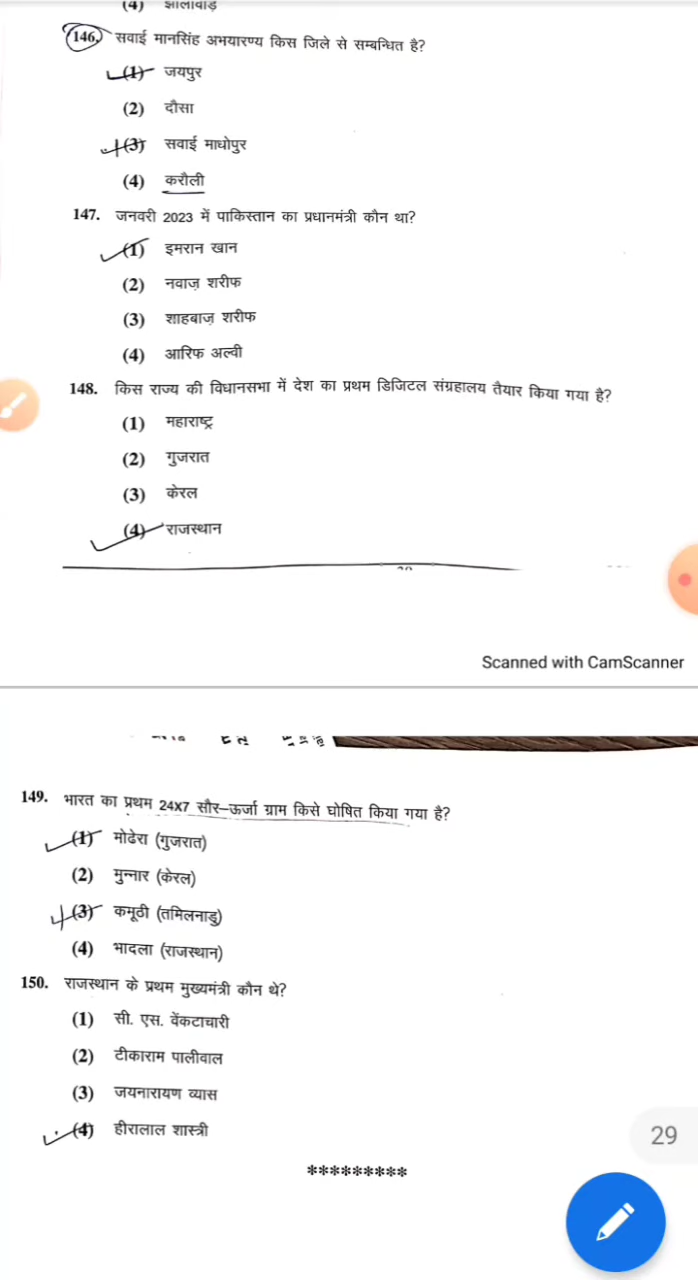 (4) झालावाड़
146. सवाई मानसिंह अभयारण्य किस जिले से सम्बन्धित है?
(1) जयपुर
(2) दौसा
(3) सवाई माधोपुर
(4) करौली
147. जनवरी 2023 में पाकिस्तान का प्रधानमंत्री कौन था?
(1) इमरान खान
(2) नवाज़ शरीफ
(3) शाहबाज़ शरीफ
(4) आरिफ अल्वी
148. किस राज्य की विधानसभा में देश का प्रथम डिजिटल संग्रहालय तैयार किया गया है?
(1) महाराष्ट्र
(2) गुजरात
(3) केरल
(4) राजस्थान
Scanned with CamScanner
149. भारत का प्रथम 24X7 सौर-ऊर्जा ग्राम किसे घोषित किया गया है?
(1) मोढेरा (गुजरात)
(2) मुन्नार (केरल)
(3) कमूठी (तमिलनाडु)
(4) भादला (राजस्थान)
150. राजस्थान के प्रथम मुख्यमंत्री कौन थे?
(1) सी. एस. वेंकटाचारी
(2) टीकाराम पालीवाल
(3) जयनारायण व्यास
(4) हीरालाल शास्त्री
29
*********